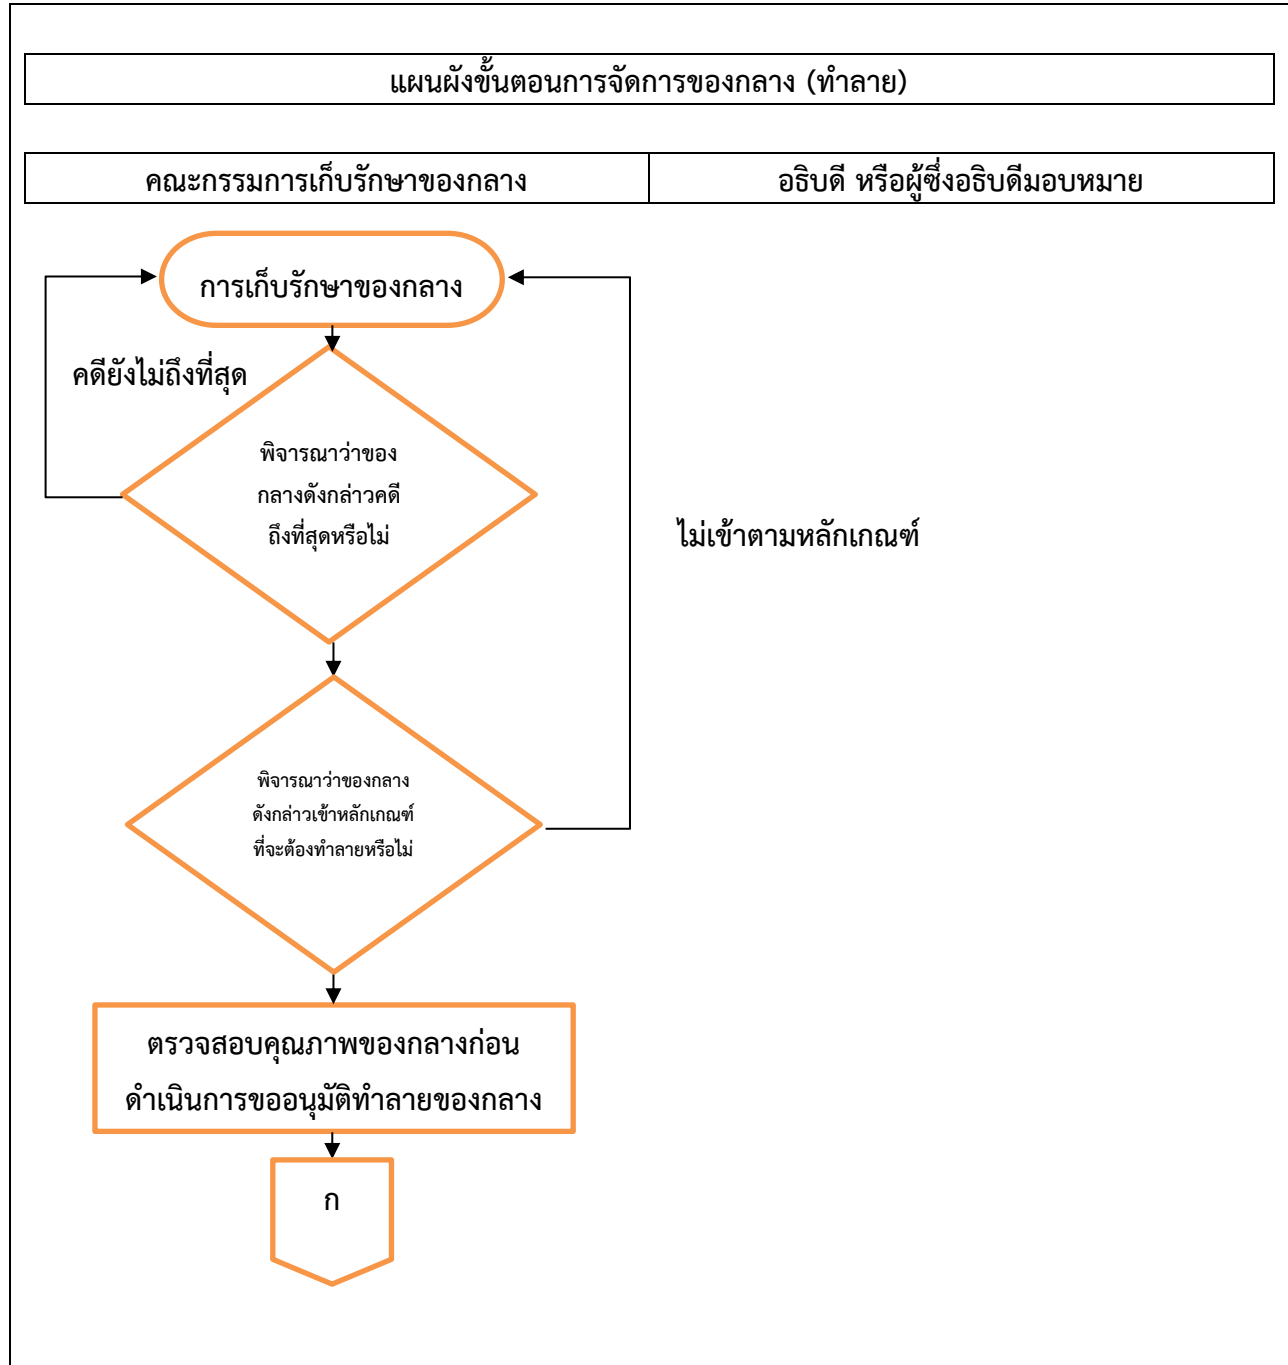 แผนผังขั้นตอนการจัดการของกลาง (ทำลาย)
คณะกรรมการเก็บรักษาของกลาง
อธิบดี หรือผู้ซึ่งอธิบดีมอบหมาย
การเก็บรักษาของกลาง
คดียังไม่ถึงที่สุด
พิจารณาว่าของ
กลางดังกล่าวคดี
ถึงที่สุดหรือไม่
ไม่เข้าตามหลักเกณฑ์
พิจารณาว่าของกลาง
ดังกล่าวเข้าหลักเกณฑ์
ที่จะต้องทำลายหรือไม่
ตรวจสอบคุณภาพของกลางก่อน
ดำเนินการขออนุมัติทำลายของกลาง
ก